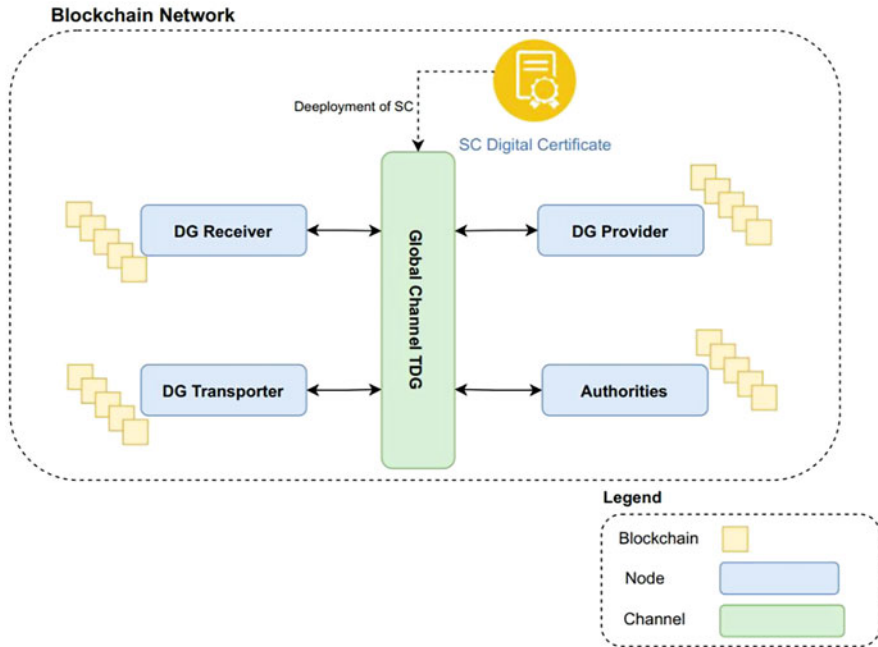 Blockchain Network
Deeployment of SC
SC Digital Certificate
DG Receiver
Global Channel TDG
DG Provider
DG Transporter
Authorities
Legend
Blockchain
Node
Channel